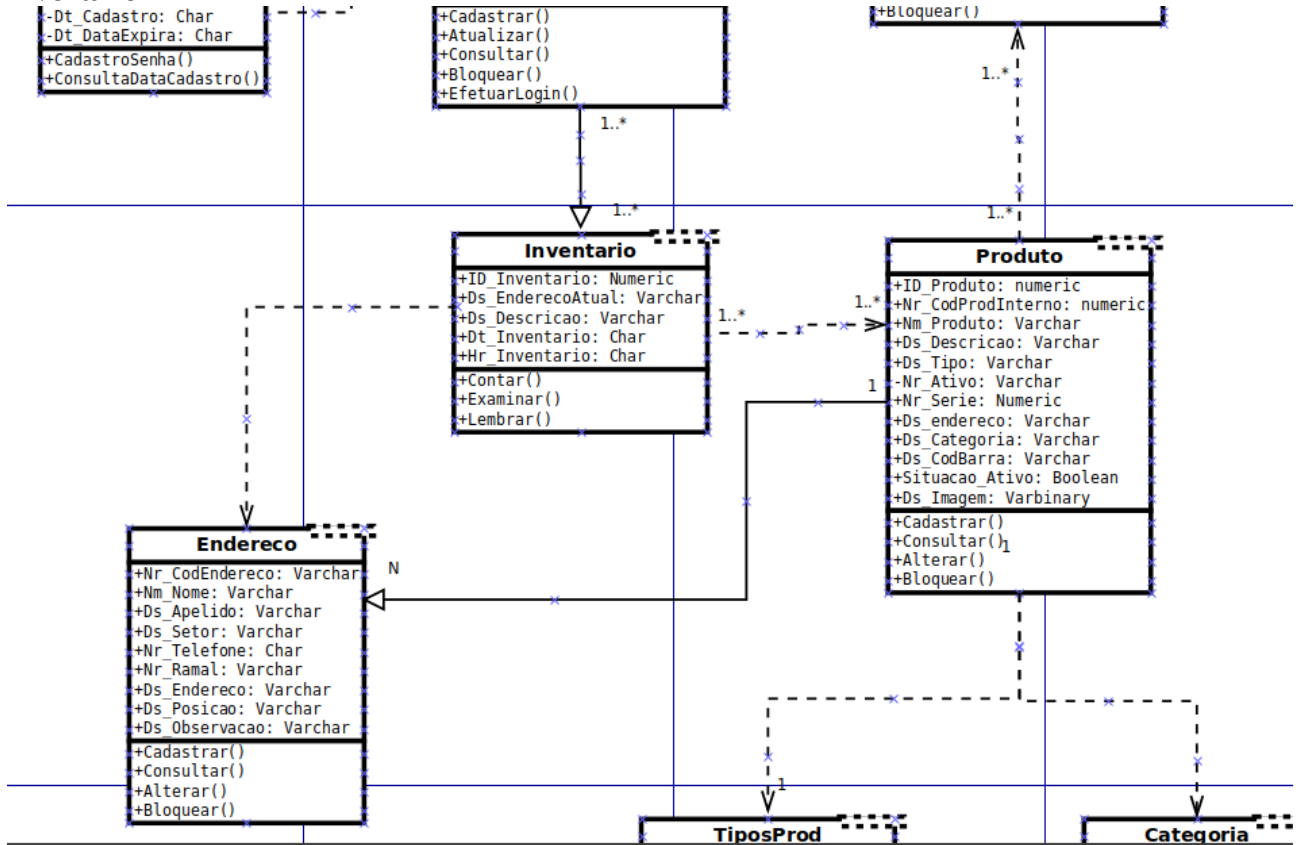 -Dt_Cadastro: Char
-Dt_DataExpira: Char
+CadastroSenha()
+ConsultaDataCadastro()
+Cadastrar()
+Atualizar()
+Consultar()
+Bloquear()
+EfetuarLogin()
+Bloquear()
1..*
1..*
1..*
1..*
Inventario
+ID_Inventario: Numeric
+Ds_EnderecoAtual: Varchar
+Ds_Descricao: Varchar
+Dt_Inventario: Char
+Hr_Inventario: Char
+Contar()
+Examinar()
+Lembrar()
1..*
1..*
1
Produto
+ID_Produto: numeric
+Nr_CodProdInterno: numeric
+Nm_Produto: Varchar
+Ds_Descricao: Varchar
+Ds_Tipo: Varchar
-Nr_Ativo: Varchar
+Nr_Serie: Numeric
+Ds_endereco: Varchar
+Ds_Categoria: Varchar
+Ds_CodBarra: Varchar
+Situacao_Ativo: Boolean
+Ds_Imagem: Varbinary
+Cadastrar()
+Consultar()
1
+Alterar()
+Bloquear()
Endereco
+Nr_CodEndereco: Varchar
+Nm_Nome: Varchar
+Ds_Apelido: Varchar
+Ds_Setor: Varchar
+Nr_Telefone: Char
+Nr_Ramal: Varchar
+Ds_Endereco: Varchar
+Ds_Posicao: Varchar
+Ds_Observacao: Varchar
+Cadastrar()
+Consultar()
+Alterar()
+Bloquear()
N
1
TiposProd
Categoria